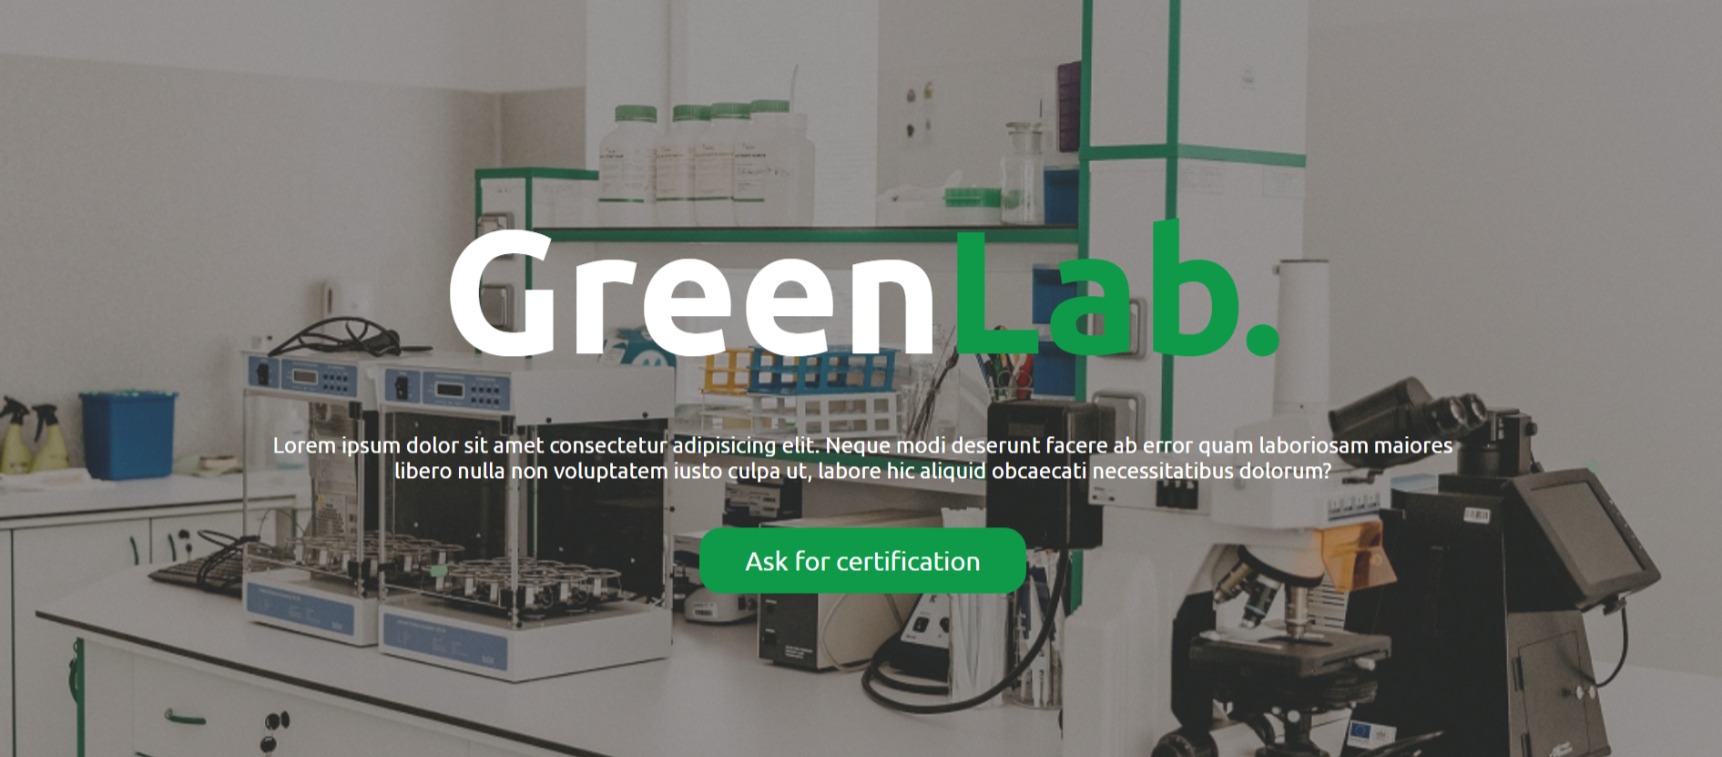 GreenLab.
Lorem ipsum dolor sit amet consectetur adipisicing elit. Neque modi deserunt facere ab error quam laboriosam maiores
libero nulla non voluptatem iusto culpa ut, labore hic aliquid obcaecati necessitatibus dolorum?
Ask for certification